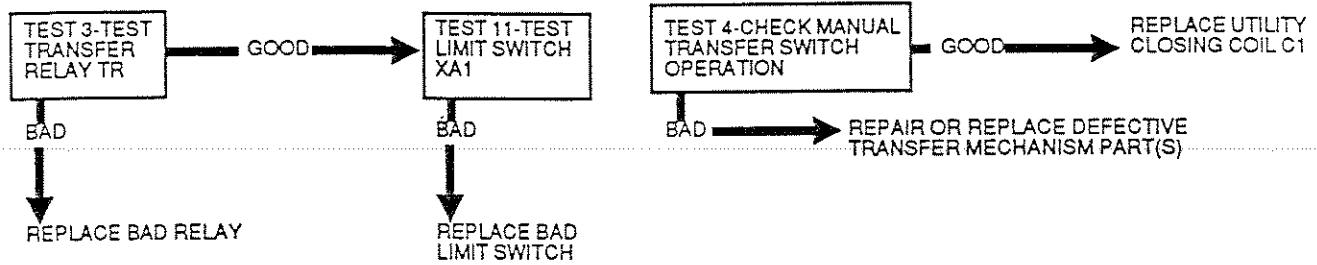 TEST 3-TEST
TRANSFER
RELAY TR
GOOD
TEST 11-TEST
LIMIT SWITCH
XA1
TEST 4-CHECK MANUAL
TRANSFER SWITCH
OPERATION
GOOD
REPLACE UTILITY
CLOSING COIL C1
BAD
BAD
BAD
REPAIR OR REPLACE DEFECTIVE
TRANSFER MECHANISM PART(S)
REPLACE BAD RELAY
REPLACE BAD
LIMIT SWITCH